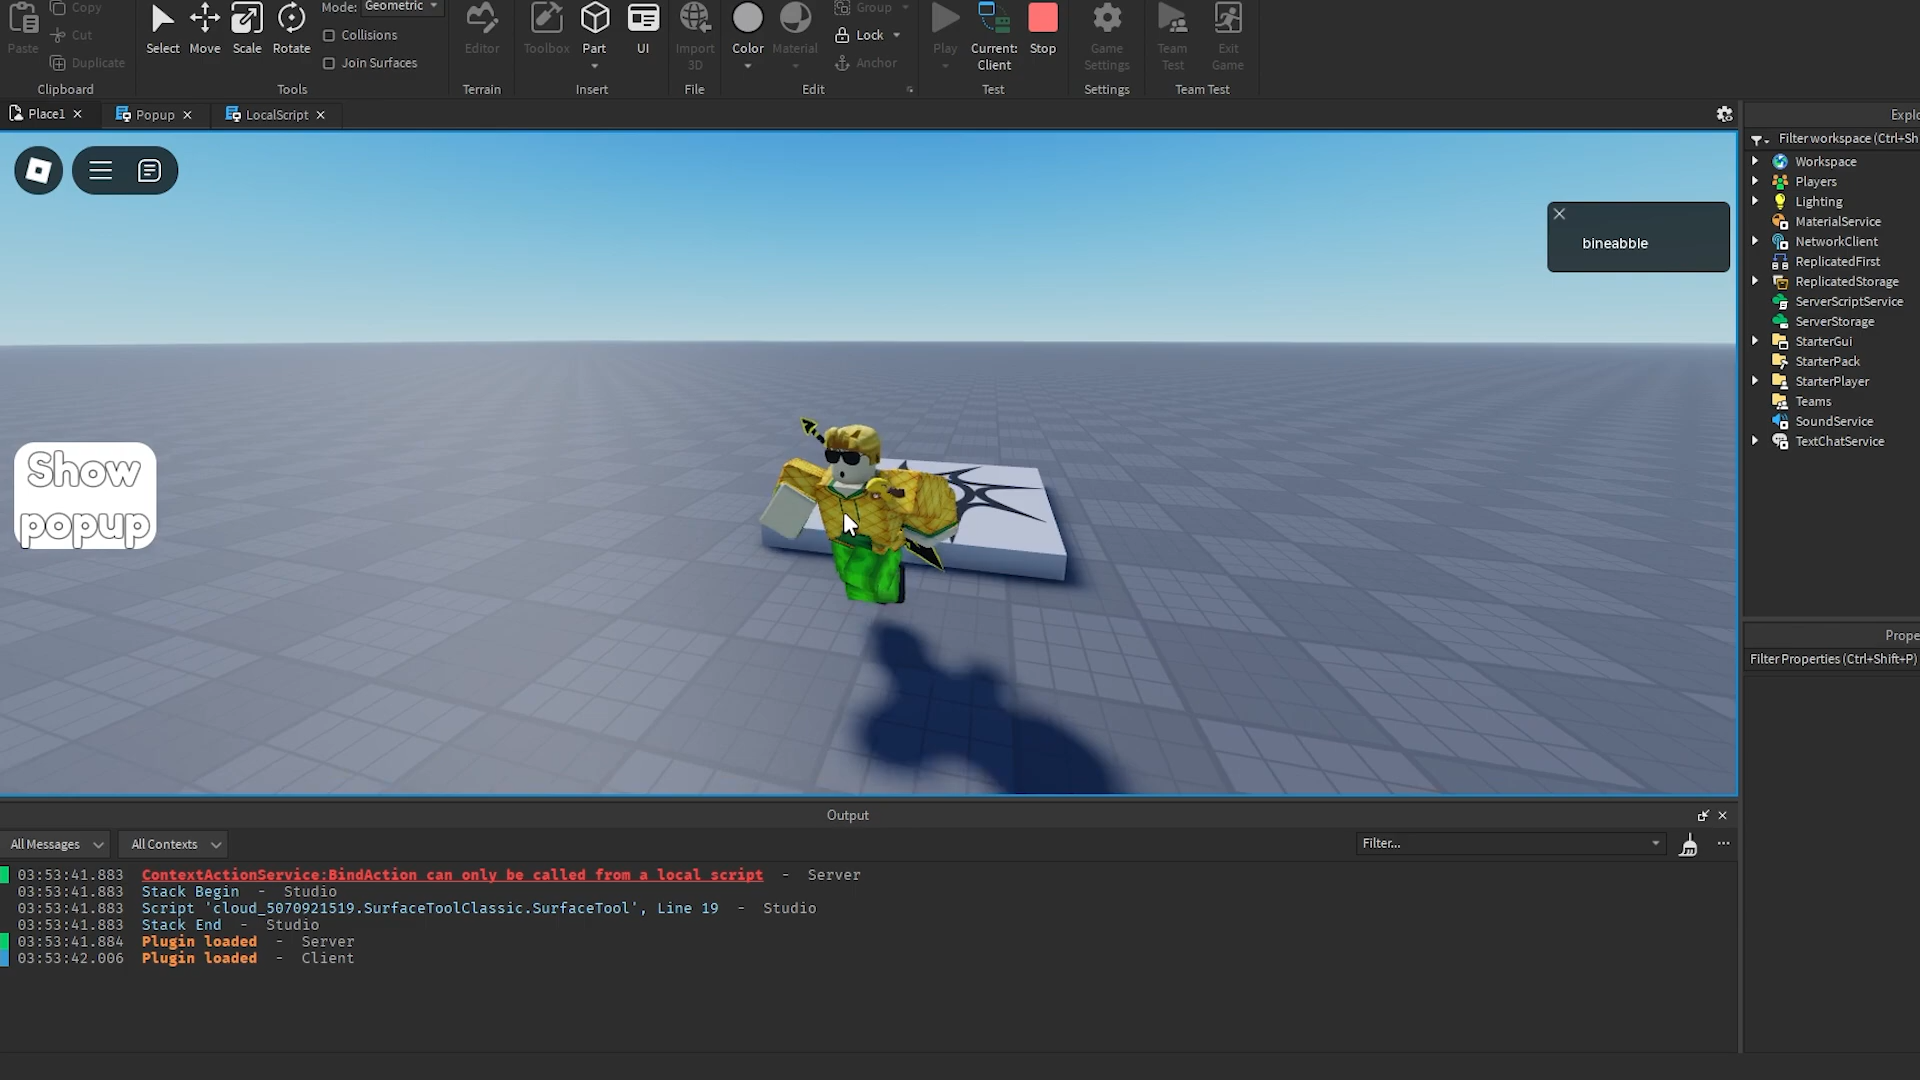 Paste
Copy
Cut
Duplicate
Clipboard
Select
Move
Scale
Rotate
Mode: Geometric
Collisions
Join Surfaces
Tools
Editor
Terrain
Toolbox
Part
UI
Insert
Import
3D
File
Color
Material
Group
Lock
Anchor
Edit
Play
Current:
Client
Stop
Test
Game
Settings
Settings
Team
Test
Exit
Game
Team Test
Place1
Popup
LocalScript
Explo
Filter workspace (Ctrl+Sh
Workspace
Players
Lighting
MaterialService
NetworkClient
ReplicatedFirst
ReplicatedStorage
ServerScriptService
ServerStorage
StarterGui
StarterPack
StarterPlayer
Teams
SoundService
TextChatService
Prope
Filter Properties (Ctrl+Shift+P)
bineabble
Show
popup
Output
All Messages
All Contexts
Filter...
03:53:41.883 ContextActionService:BindAction can only be called from a local script - Server
03:53:41.883 Stack Begin - Studio
03:53:41.883 Script 'cloud_5070921519.SurfaceToolClassic.SurfaceTool', Line 19 - Studio
03:53:41.883 Stack End - Studio
03:53:41.884 Plugin loaded - Server
03:53:42.006 Plugin loaded - Client